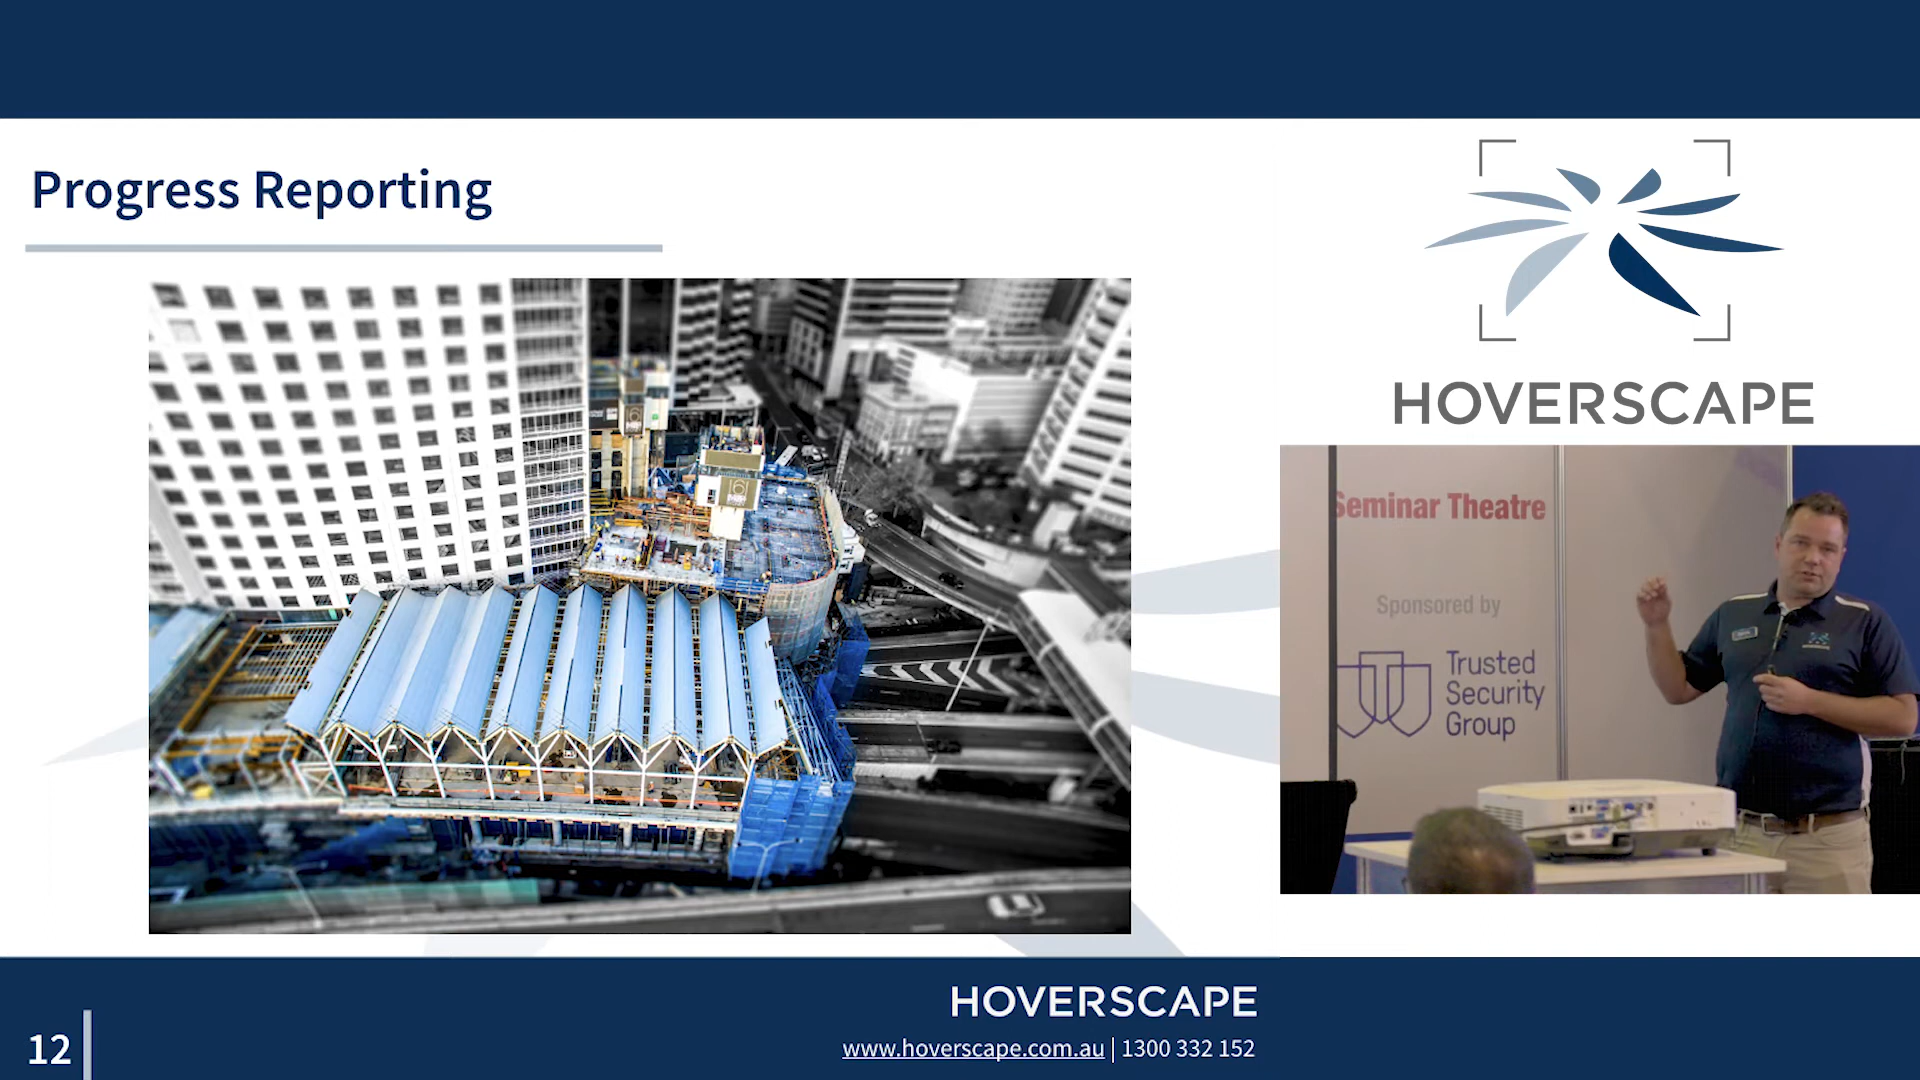 Progress Reporting
HOVERSCAPE
Seminar Theatre
Sponsored by
Trusted
Security
Group
HOVERSCAPE
www.hoverscape.com.au | 1300 332 152
12